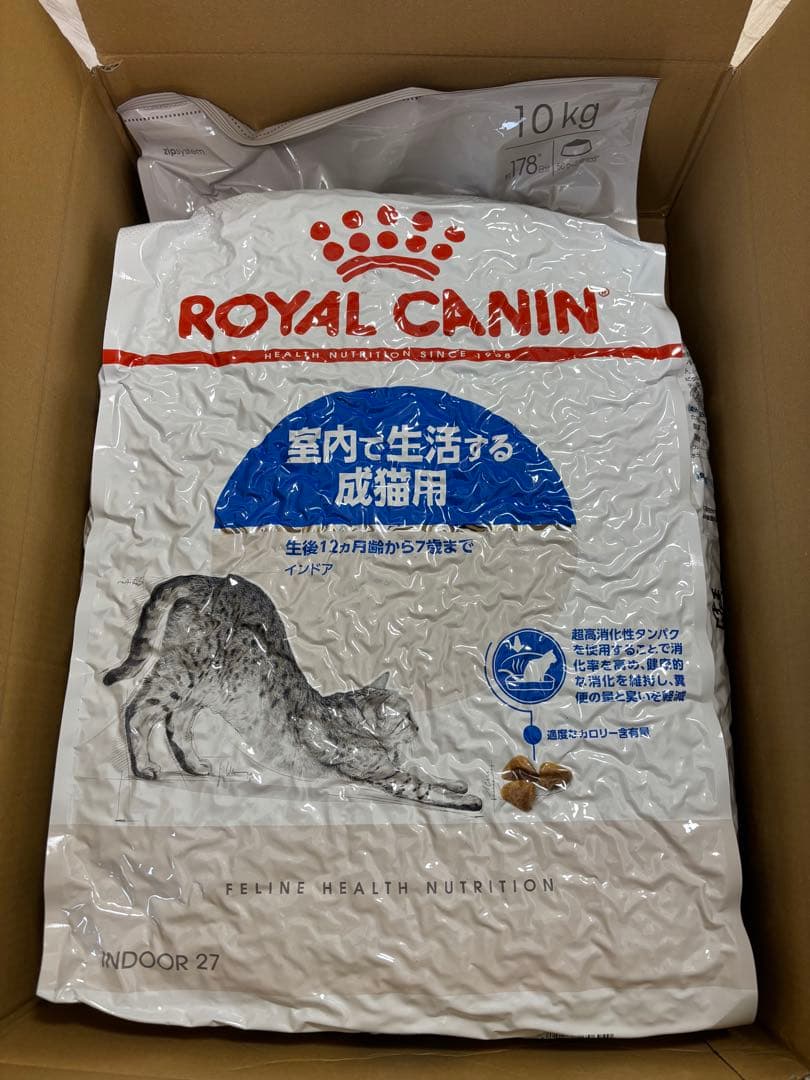 10 kg
zipsystem
178
ROYAL CANIN
HEALTH NUTRITION SINCE 1968
室内で生活する
成猫用
生後12ヵ月齢から7歳まで
インドア
超高消化性タンパク
を使用することで消
化率を高め、健康的
な消化を維持し、糞
便の量と臭いを軽減
適度なカロリー含有量
FELINE HEALTH NUTRITION
INDOOR 27